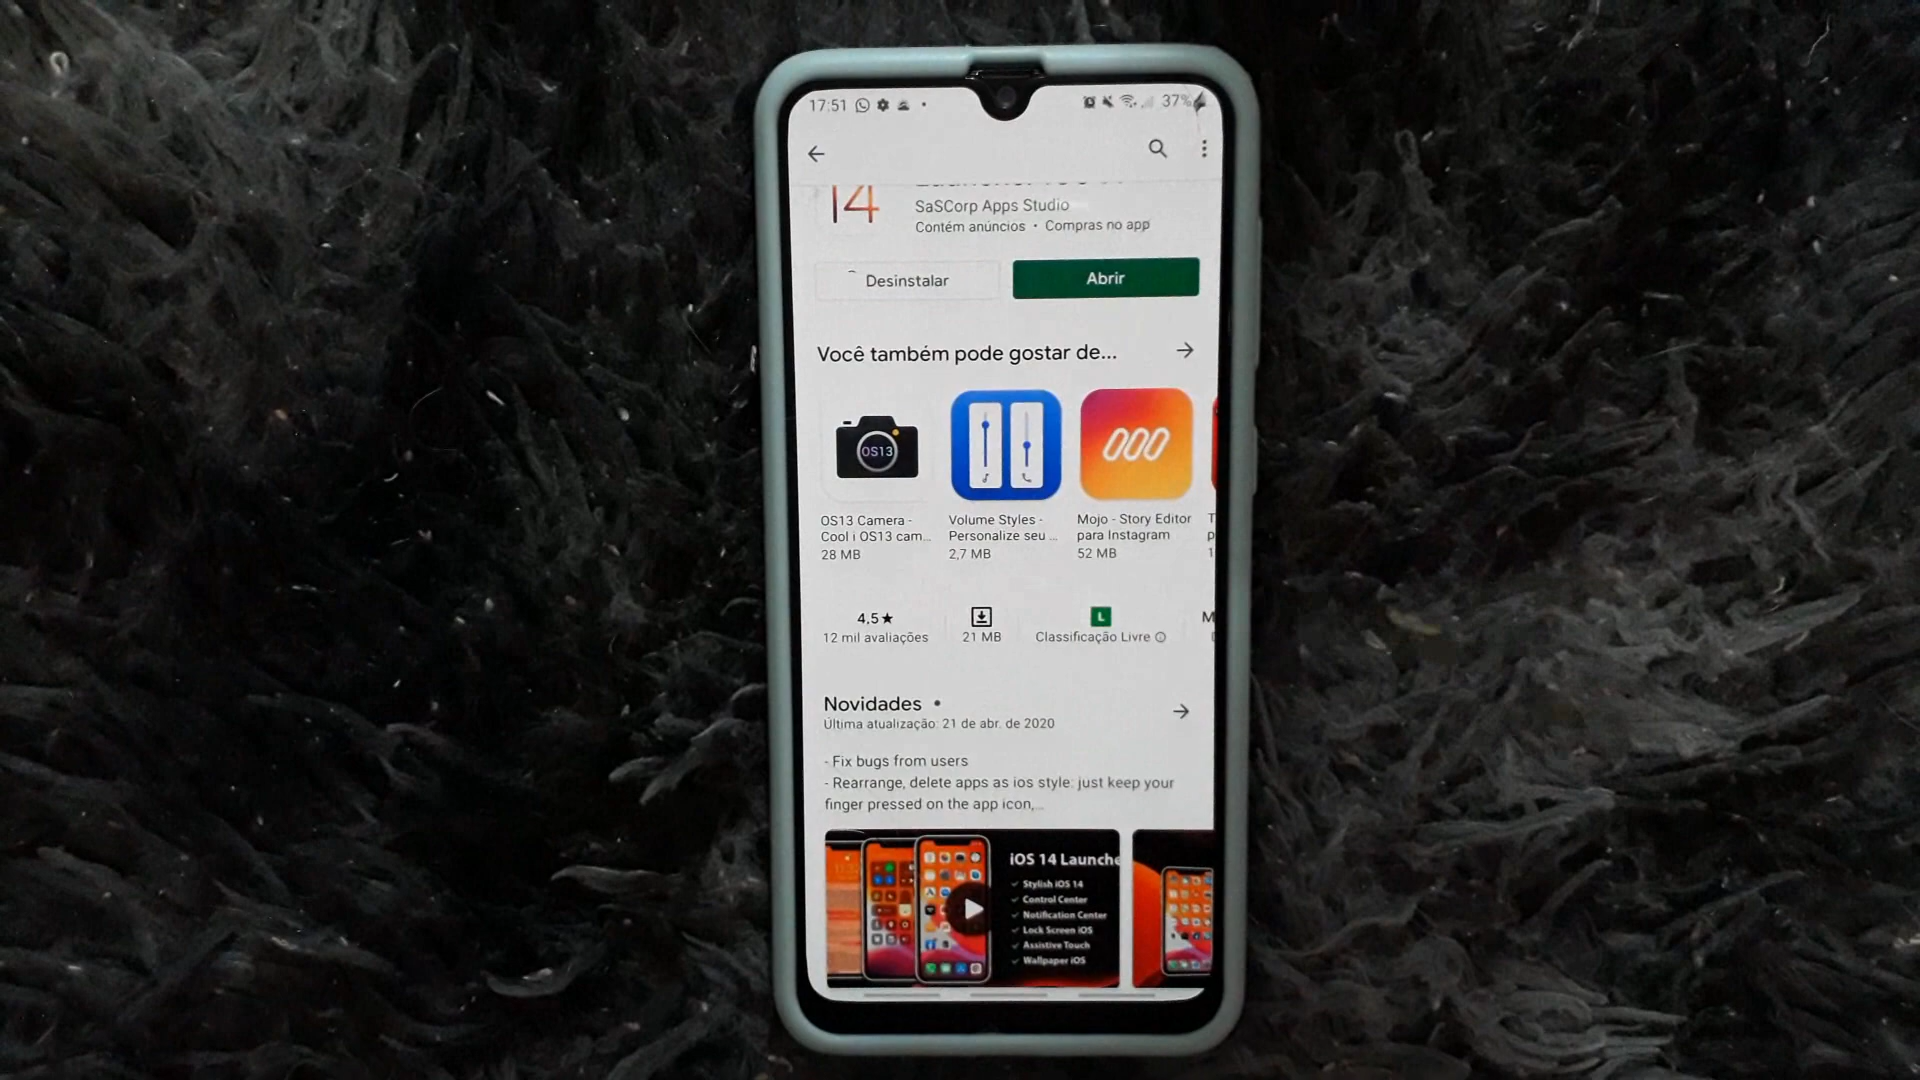 17:51
37%
14
SaSCorp Apps Studio
Contém anúncios • Compras no app
Desinstalar
Abrir
Você também pode gostar de...
OS13
OS13 Camera -
Cool i OS13 cam...
28 MB
Volume Styles -
Personalize seu ...
2,7 MB
Mojo - Story Editor
para Instagram
52 MB
T
p
1
4,5★
12 mil avaliações
21 MB
L
Classificação Livre
M
Novidades •
Última atualização: 21 de abr. de 2020
- Fix bugs from users
- Rearrange, delete apps as ios style: just keep your
finger pressed on the app icon,...
iOS 14 Launche
✓ Stylish iOS 14
✓ Control Center
✓ Notification Center
✓ Lock Screen iOS
✓ Assistive Touch
✓ Wallpaper iOS